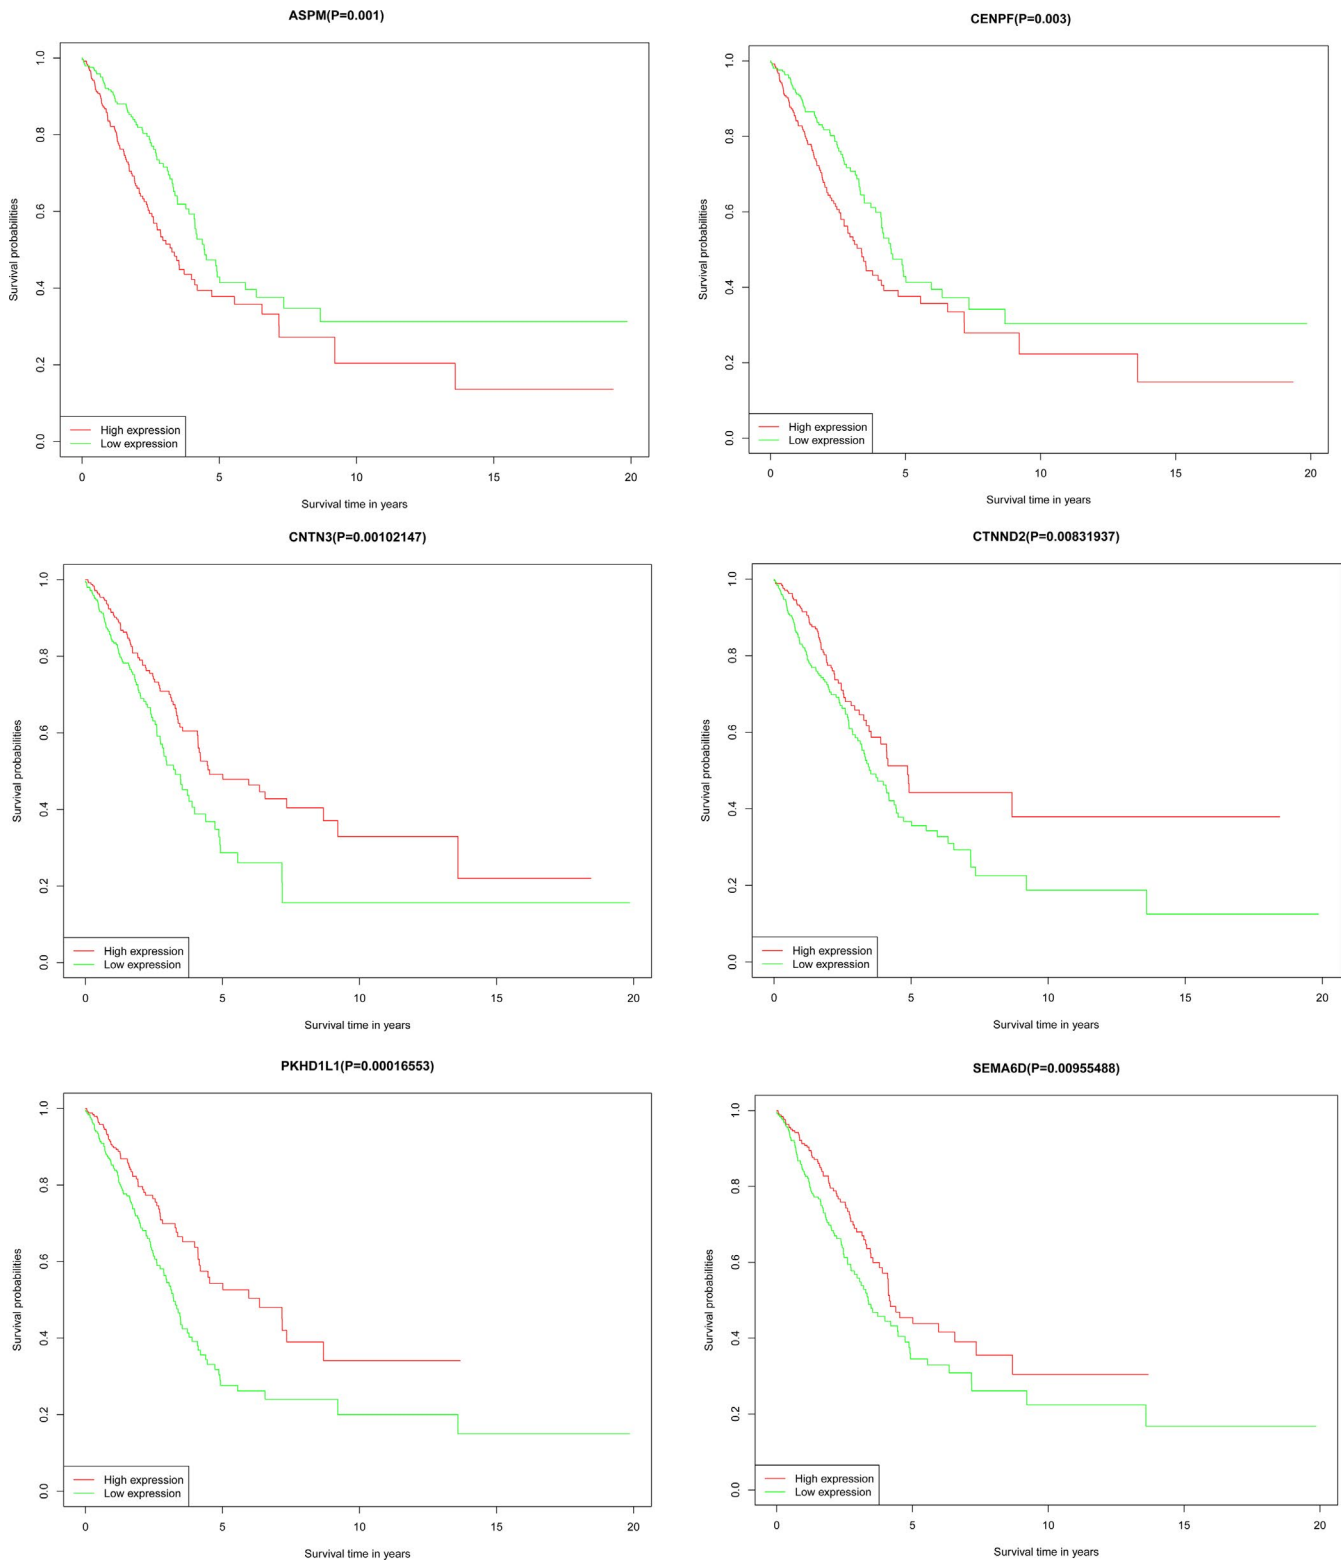 ASPM(P=0.001)
Survival probabilities
1.0
0.8
0.6
0.4
0.2
0.0
High expression
Low expression
0 5 10 15 20
Survival time in years
CENPF(P=0.003)
Survival probabilities
1.0
0.8
0.6
0.4
0.2
0.0
High expression
Low expression
0 5 10 15 20
Survival time in years
CNTN3(P=0.00102147)
Survival probabilities
1.0
0.8
0.6
0.4
0.2
0.0
High expression
Low expression
0 5 10 15 20
Survival time in years
CTNND2(P=0.00831937)
Survival probabilities
1.0
0.8
0.6
0.4
0.2
0.0
High expression
Low expression
0 5 10 15 20
Survival time in years
PKHD1L1(P=0.00016553)
Survival probabilities
1.0
0.8
0.6
0.4
0.2
0.0
High expression
Low expression
0 5 10 15 20
Survival time in years
SEMA6D(P=0.00955488)
Survival probabilities
1.0
0.8
0.6
0.4
0.2
0.0
High expression
Low expression
0 5 10 15 20
Survival time in years